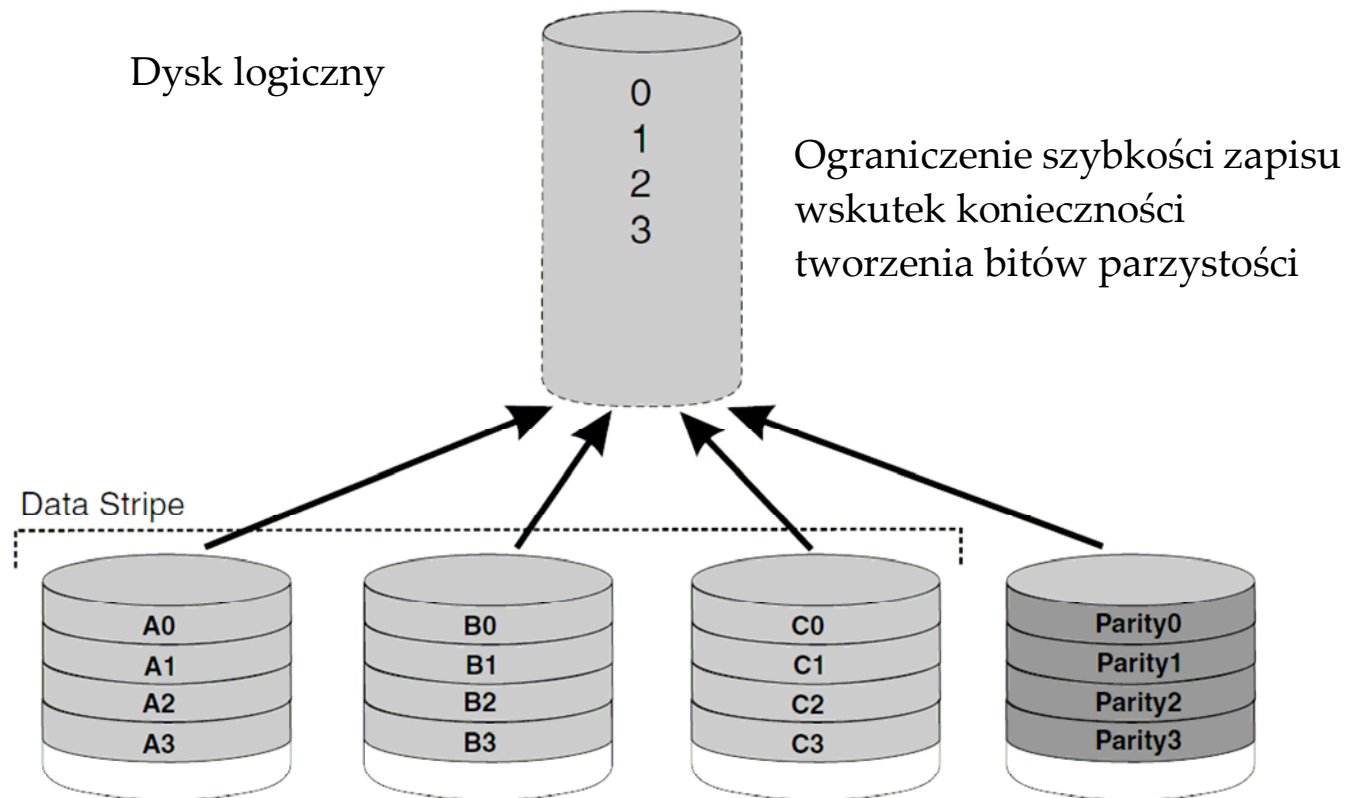 Dysk logiczny
0
1
2
3
Ograniczenie szybkości zapisu
wskutek konieczności
tworzenia bitów parzystości
Data Stripe
A0
A1
A2
A3
B0
B1
B2
B3
C0
C1
C2
C3
Parity0
Parity1
Parity2
Parity3